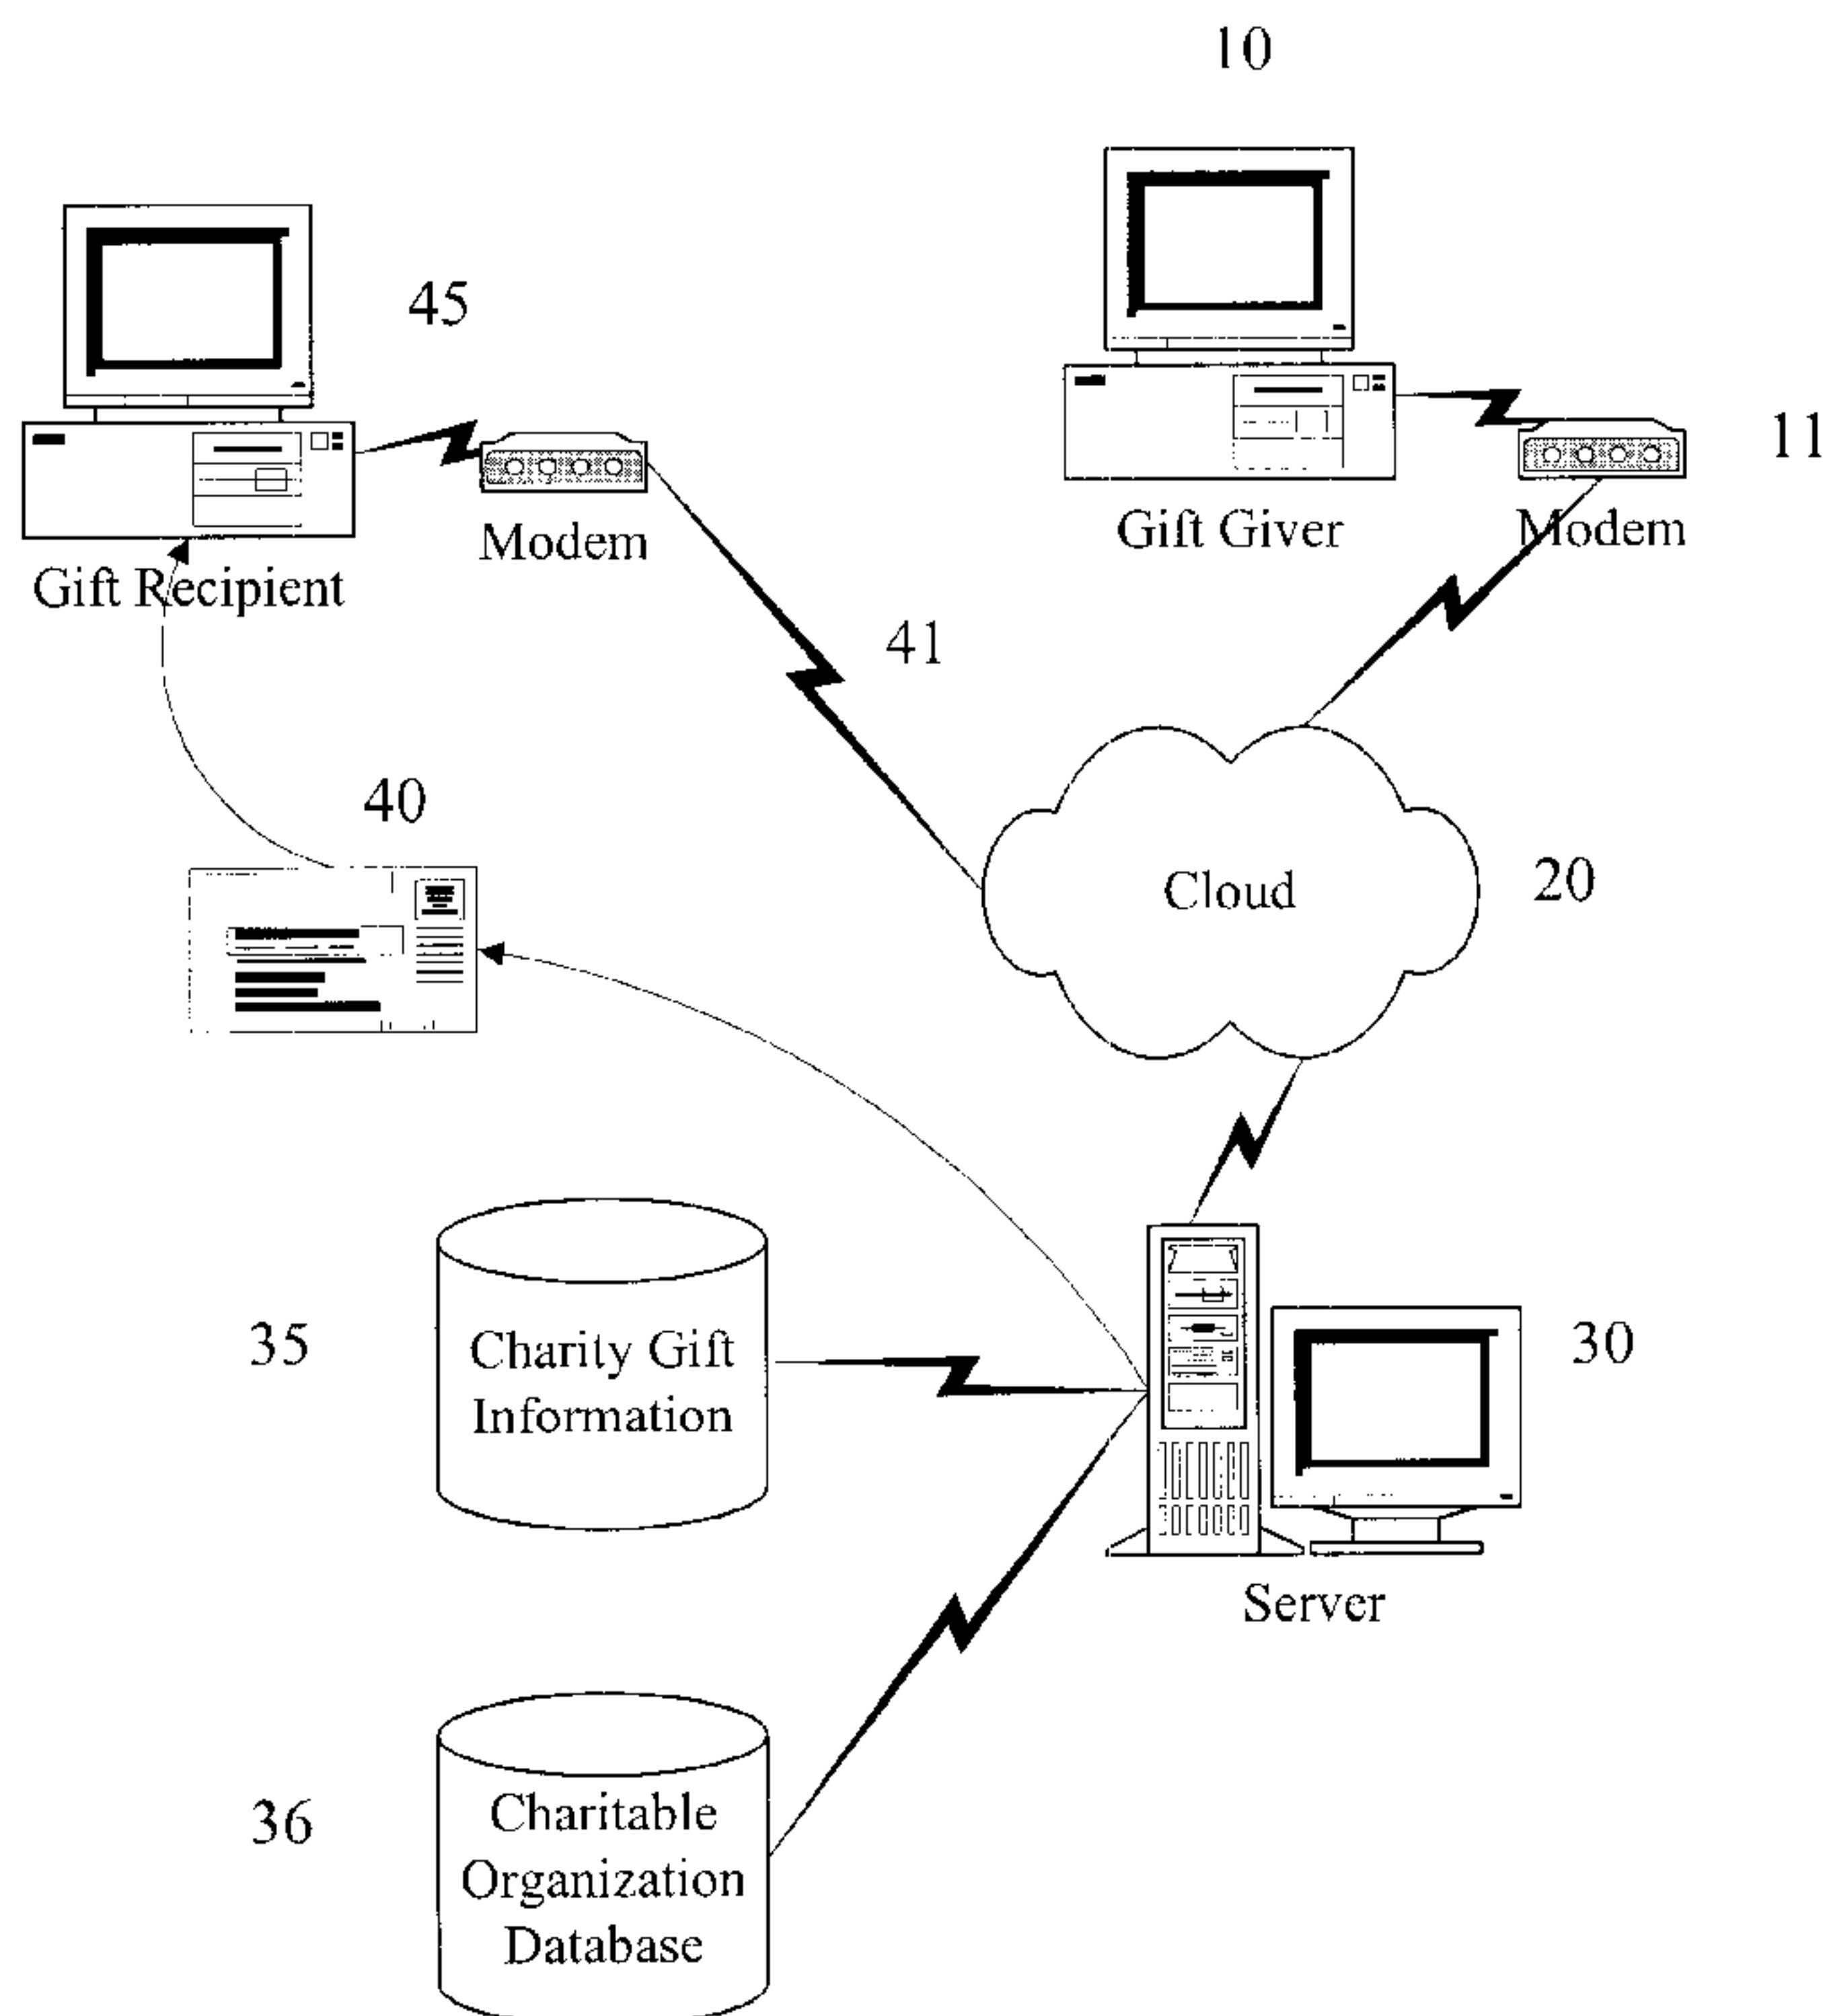 10
45
11
Modem
Gift Giver
Modem
Gift Recipient
41
40
Cloud
20
35
Charity Gift
Information
30
Server
36
Charitable
Organization
Database